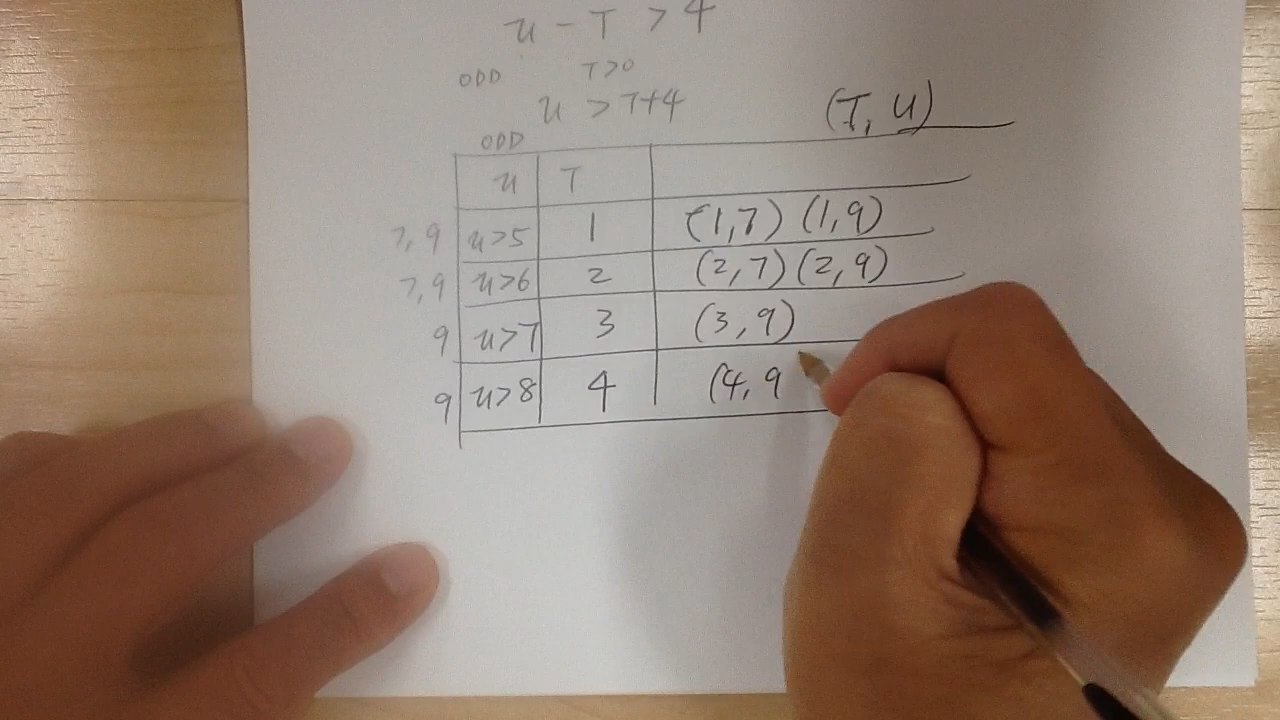 u - T > 4
ODD T>0
u > T+4 (T, u)
ODD
u T
7, 9 u>5 1 (1,7) (1,9)
7, 9 u>6 2 (2,7) (2,9)
9 u>7 3 (3,9)
9 u>8 4 (4,9